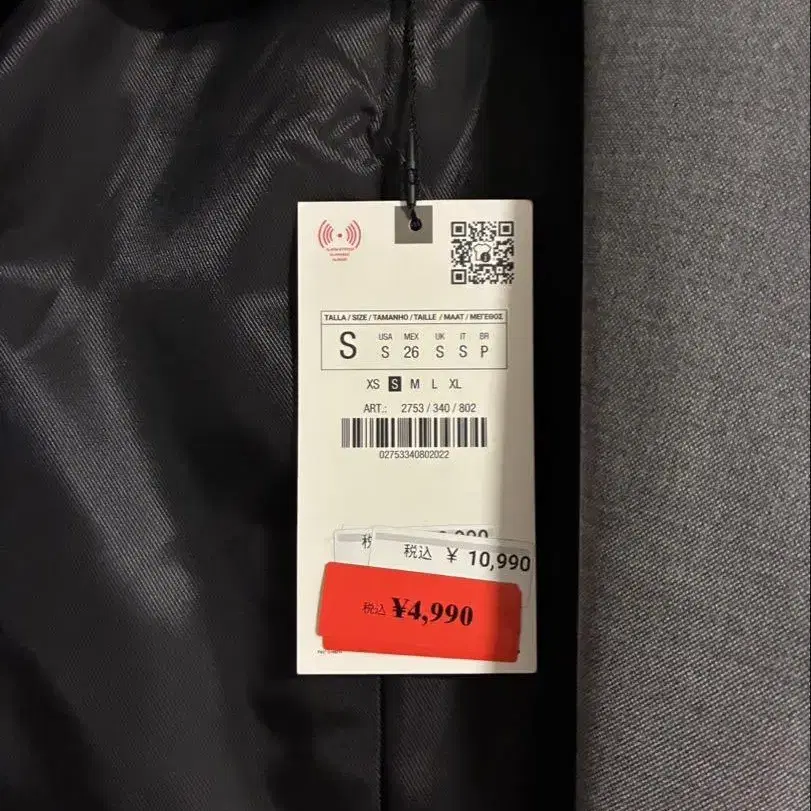 TALLA / SIZE / TAMANHO / TAILLE / MAAT / ΜΕΓΕΘΟΣ
S
USA MEX UK IT BR
S 26 S S P
XS S M L XL
ART.: 2753 / 340 / 802
02753340802022
税込 ¥ 10,990
税込 ¥4,990